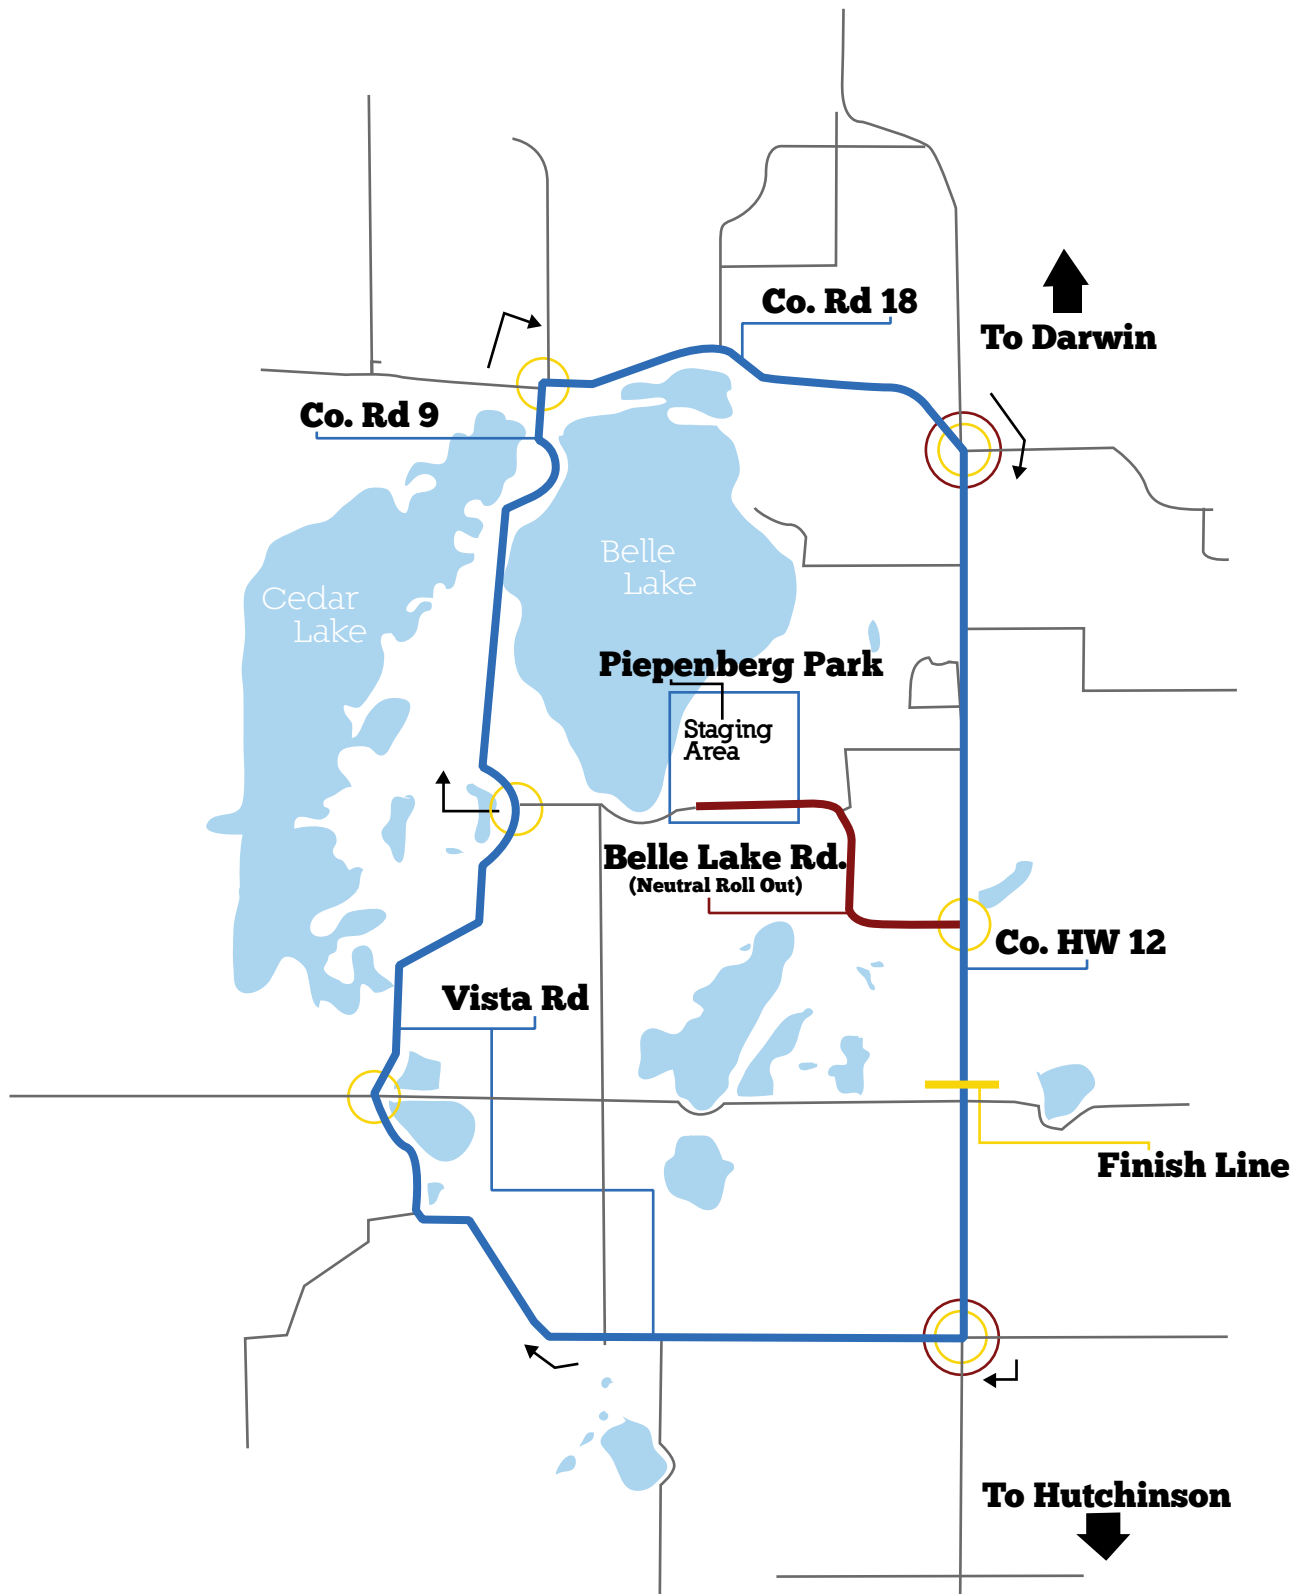 Co. Rd 18
To Darwin
Co. Rd 9
Belle
Lake
Cedar
Lake
Piepenberg Park
Staging
Area
Belle Lake Rd.
(Neutral Roll Out)
Co. HW 12
Vista Rd
Finish Line
To Hutchinson